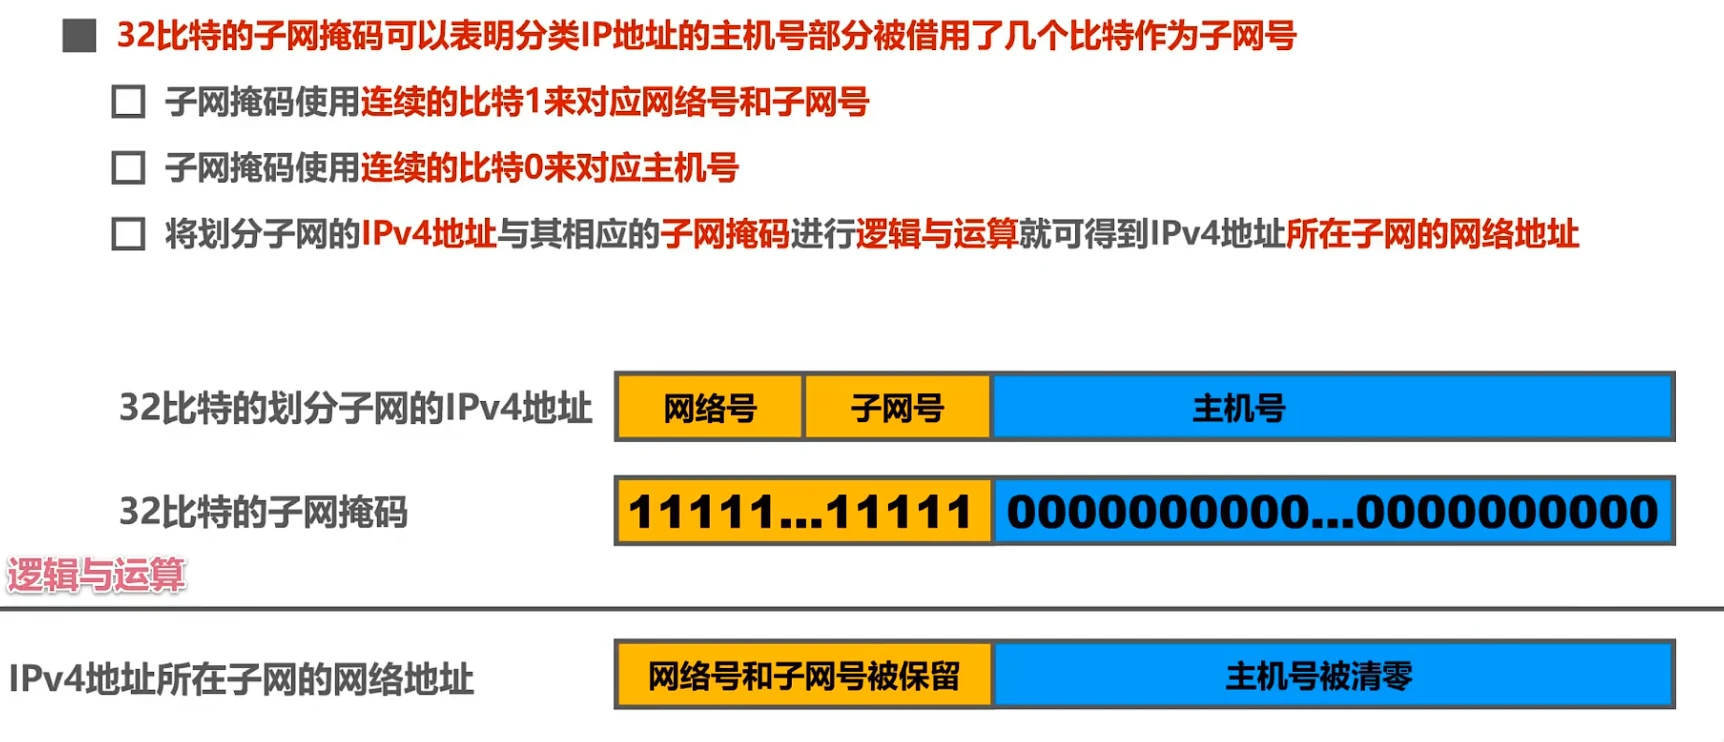 32比特的子网掩码可以表明分类IP地址的主机号部分被借用了几个比特作为子网号
子网掩码使用连续的比特1来对应网络号和子网号
子网掩码使用连续的比特0来对应主机号
将划分子网的IPv4地址与其相应的子网掩码进行逻辑与运算就可得到IPv4地址所在子网的网络地址
32比特的划分子网的IPv4地址 网络号 子网号 主机号
32比特的子网掩码 11111...11111 0000000000...0000000000
逻辑与运算
IPv4地址所在子网的网络地址 网络号和子网号被保留 主机号被清零